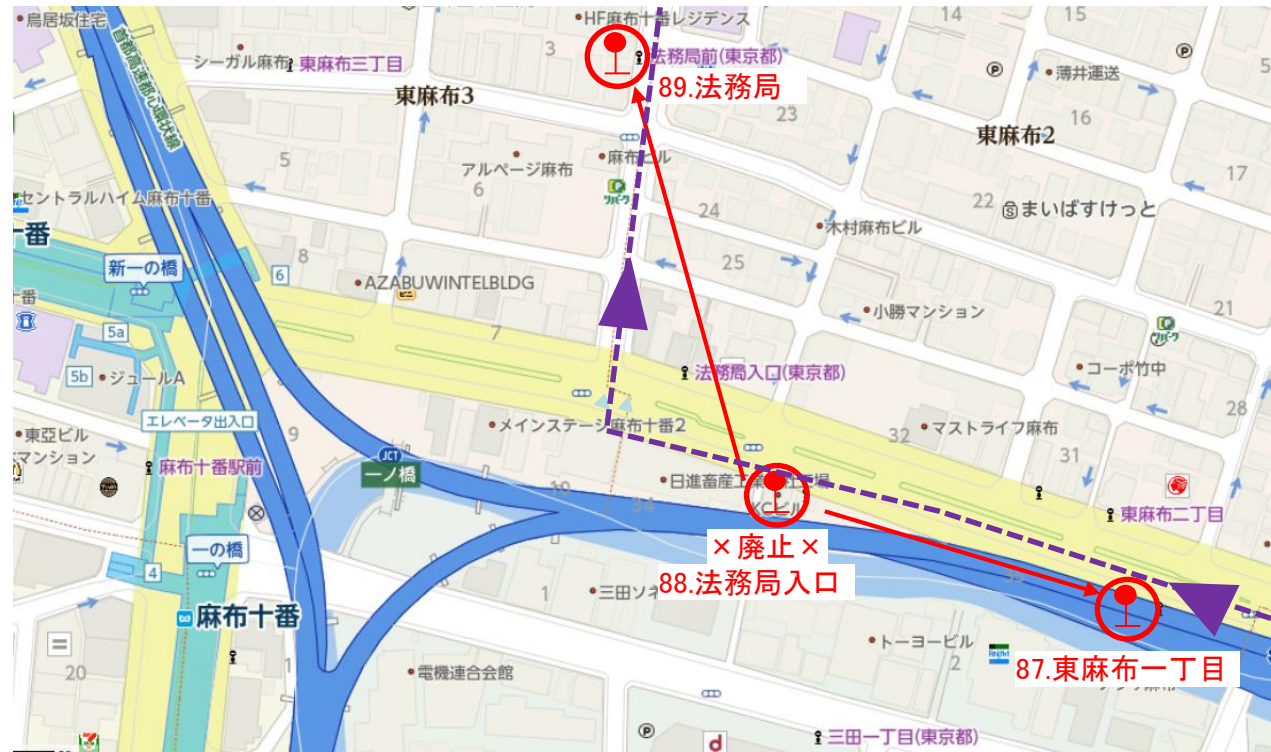 鳥居坂住宅
HF麻布十番レジデンス
14
15
シーガル麻布
東麻布三丁目
3
法務局前(東京都)
89.法務局
薄井運送
5
首都高速都心環状線
東麻布3
23
東麻布2
16
5
アルページ麻布
6
麻布ビル
17
セントラルハイム麻布十番
22
まいばすけっと
24
木村麻布ビル
番
8
25
新一の橋
6
AZABUWINTELBLDG
小勝マンション
21
十番
5a
7
法務局入口(東京都)
コーポ竹中
5b
ジュールA
28
エレベータ出入口
メインステージ麻布十番2
32
マストライフ麻布
東亜ビル
9
31
マンション
麻布十番駅前
JCT
一ノ橋
日進畜産工業
10
34
KCビル
東麻布二丁目
一の橋
×廃止×
88.法務局入口
4
1
三田ソネ
麻布十番
トーヨービル
2
20
1
電機連合会館
87.東麻布一丁目
三田一丁目(東京都)